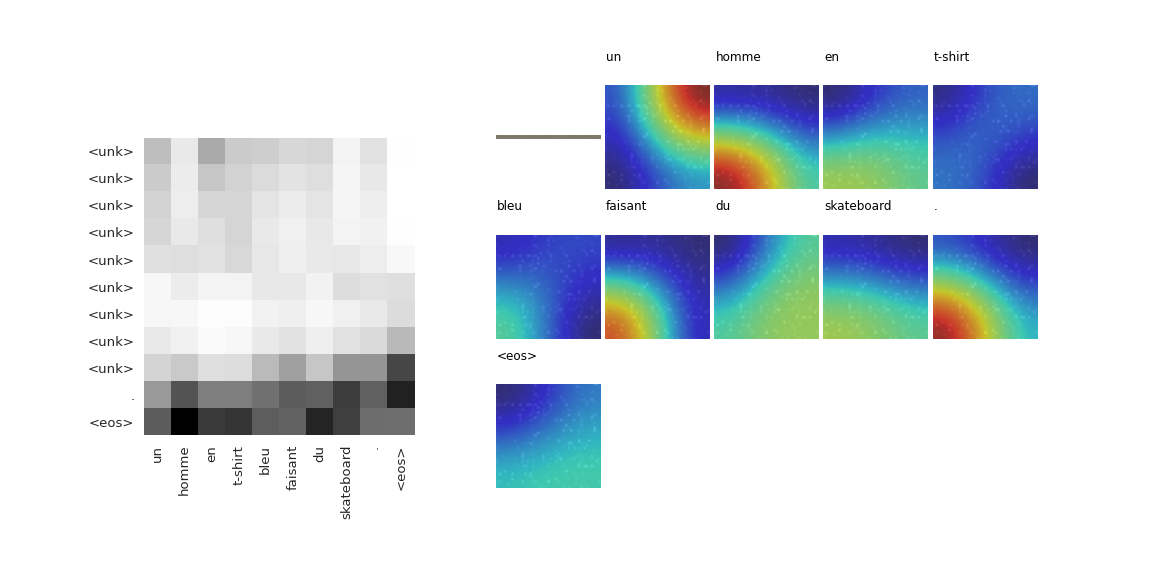 <unk>
<unk>
<unk>
<unk>
<unk>
<unk>
<unk>
<unk>
<unk>
.
<eos>
un
homme
en
t-shirt
bleu
faisant
du
skateboard
.
<eos>
un homme en t-shirt
bleu faisant du skateboard .
<eos>